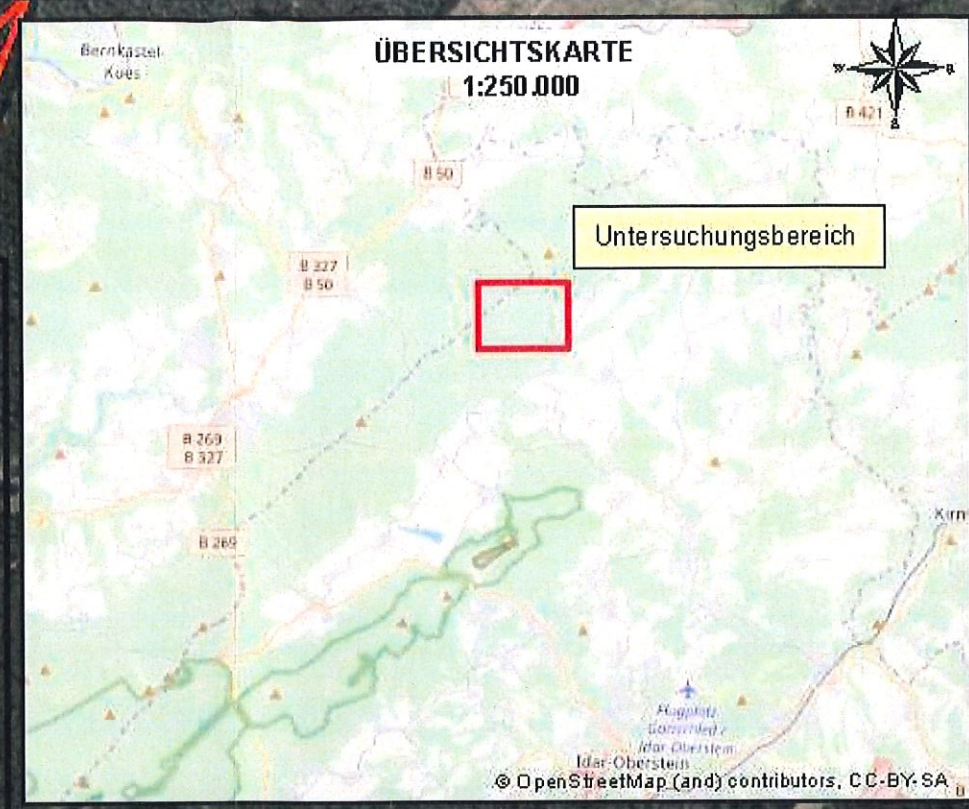 ÜBERSICHTSKARTE
1:250.000
Bernkastel-
Kues
B 421
B 50
Untersuchungsbereich
B 327
B 50
B 269
B 327
B 269
Kirn
Flugplatz
Idar-Oberstein
Idar-Oberstein
© OpenStreetMap (and) contributors, CC-BY-SA